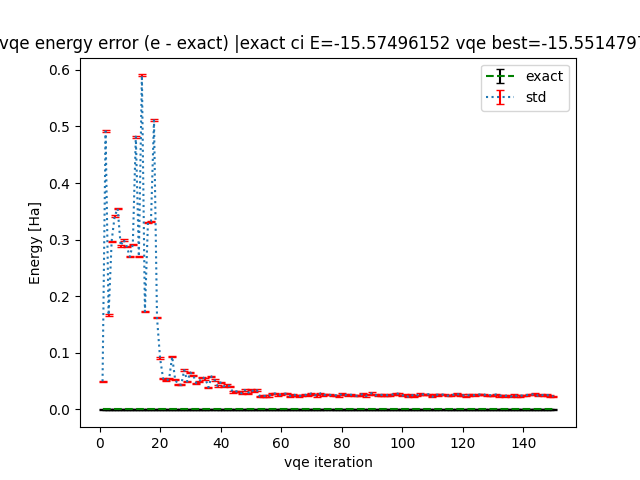 vqe energy error (e - exact) |exact ci E=-15.57496152 vqe best=-15.5514797
exact
std
Energy [Ha]
0.6
0.5
0.4
0.3
0.2
0.1
0.0
0 20 40 60 80 100 120 140
vqe iteration